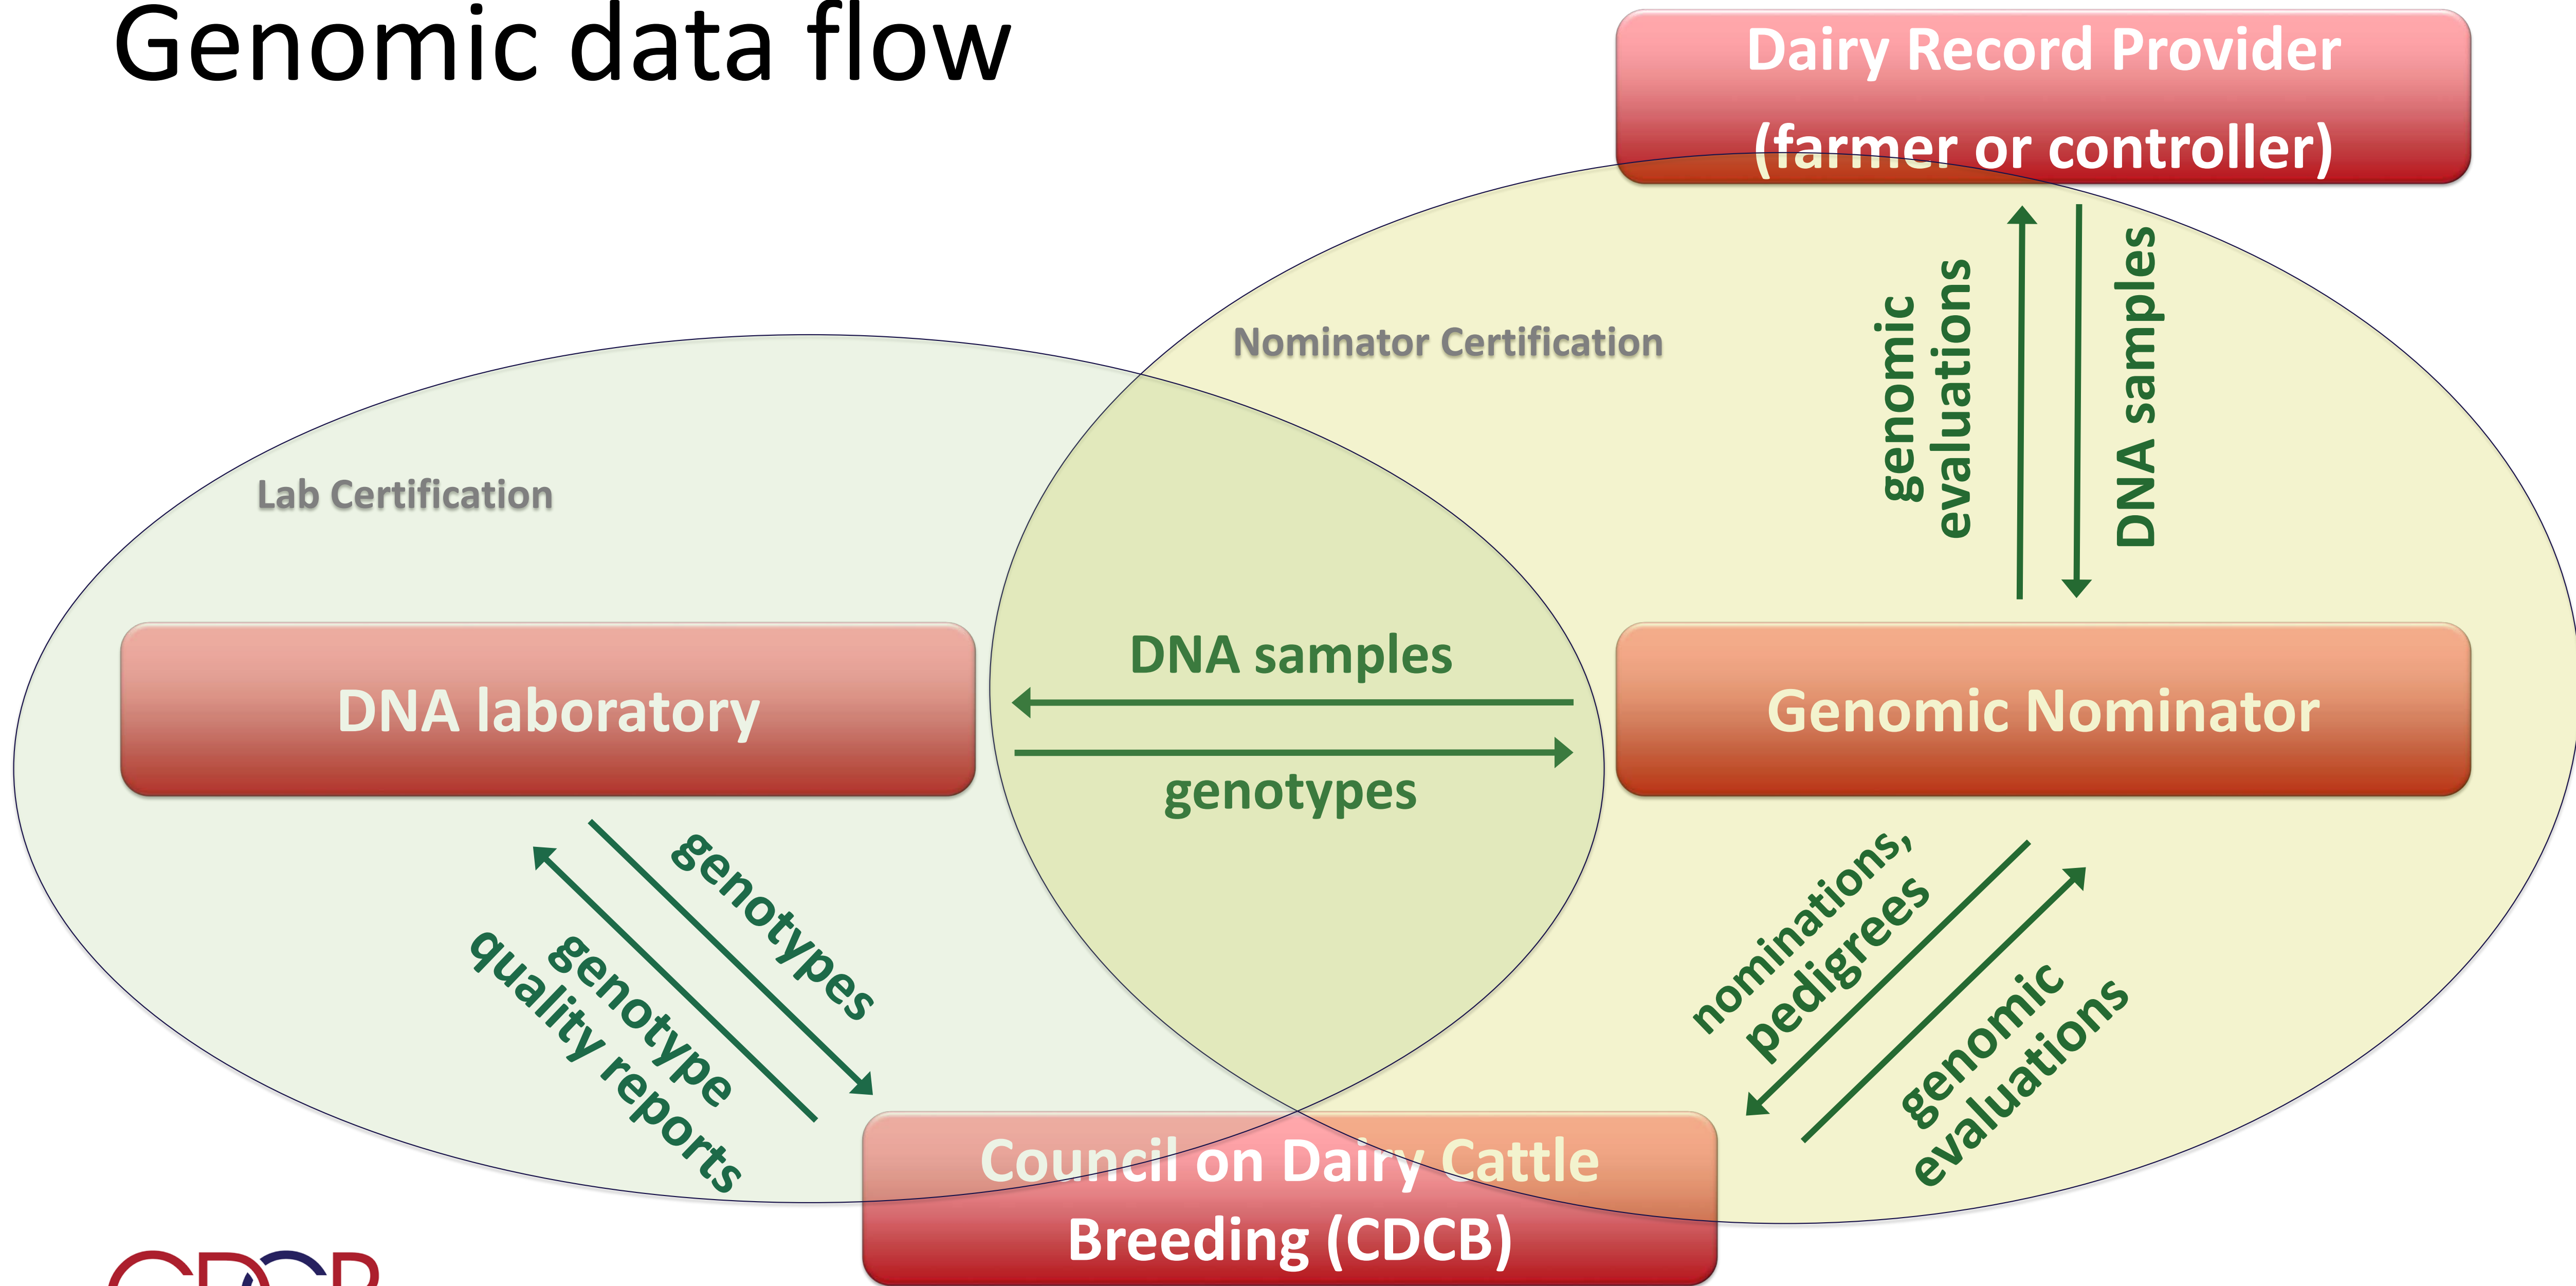 Genomic data flow
Dairy Record Provider
(farmer or controller)
genomic
evaluations
DNA samples
Nominator Certification
Lab Certification
DNA samples
DNA laboratory
Genomic Nominator
genotypes
genotypes
genotype
quality reports
nominations,
pedigrees
genomic
evaluations
Council on Dairy Cattle
Breeding (CDCB)
CDCB